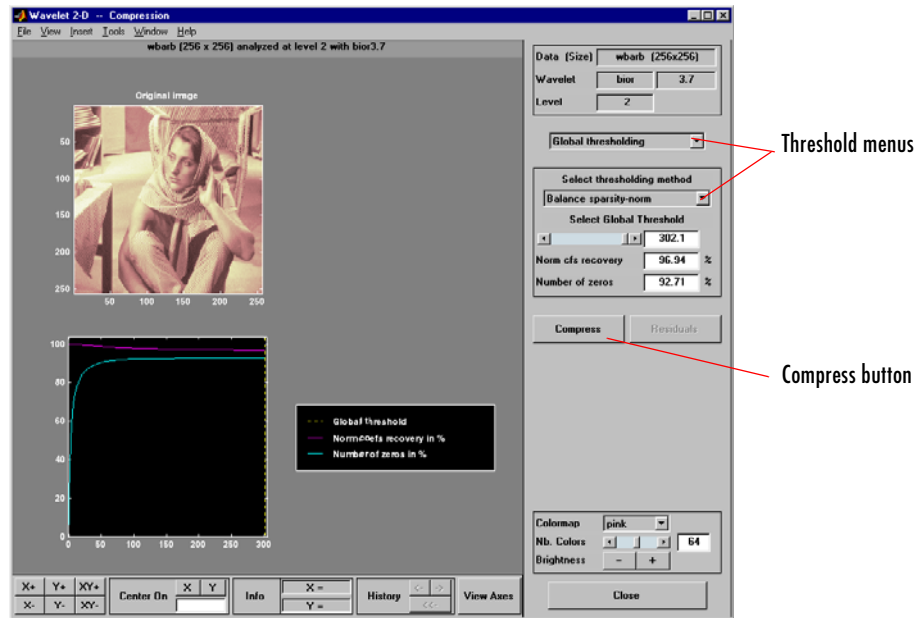 Wavelet 2-D -- Compression
File View Insert Tools Window Help
wbarb (256 x 256) analyzed at level 2 with bior3.7
Original image
50
100
150
200
250
50 100 150 200 250
100
80
60
40
20
0
0 50 100 150 200 250 300
Global threshold
Norm coefs recovery in %
Number of zeros in %
Data (Size) wbarb (256x256)
Wavelet bior 3.7
Level 2
Global thresholding
Select thresholding method
Balance sparsity-norm
Select Global Threshold
302.1
Norm cfs recovery 96.94 %
Number of zeros 92.71 %
Compress Residuals
Colormap pink
Nb. Colors 64
Brightness - +
Close
X+ Y+ XY+
X- Y- XY-
Center On X Y
Info X =
Y =
History <- ->
<<-
View Axes
Threshold menus
Compress button